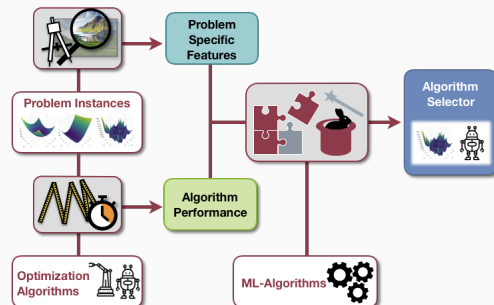 Problem
Specific
Features
Problem Instances
Algorithm
Selector
Algorithm
Performance
Optimization
Algorithms
ML-Algorithms